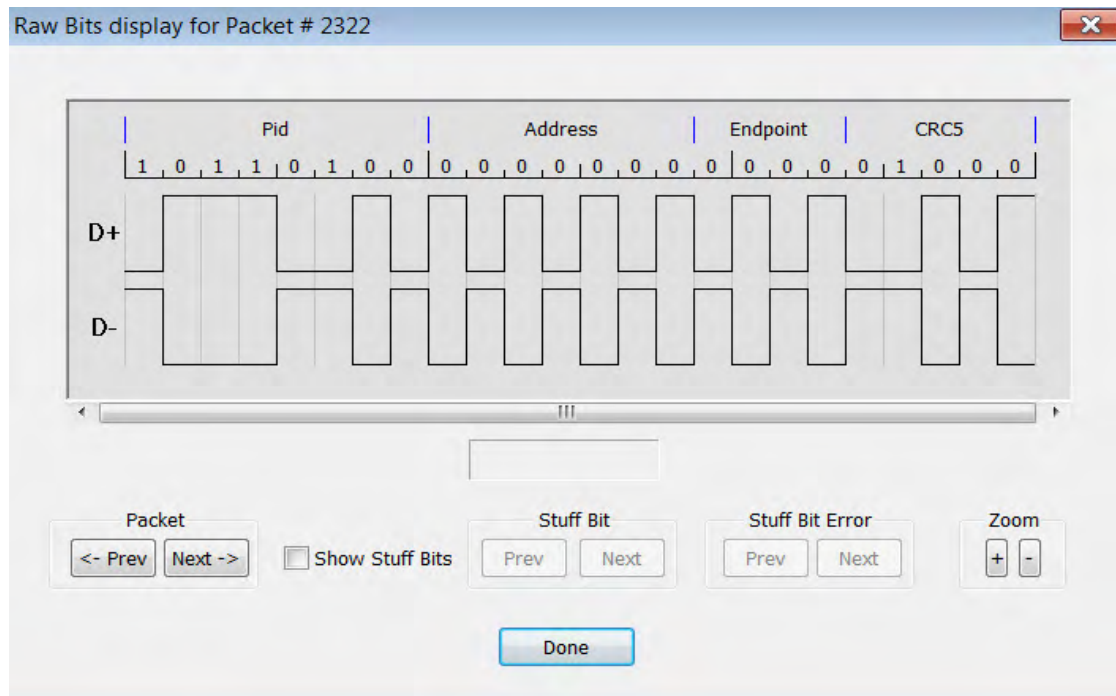 Raw Bits display for Packet # 2322
Pid Address Endpoint CRC5
1 0 1 1 0 1 0 0 0 0 0 0 0 0 0 0 0 0 0 0 1 0 0 0
D+
D-
Packet Stuff Bit Stuff Bit Error Zoom
<- Prev Next -> Show Stuff Bits Prev Next Prev Next + -
Done